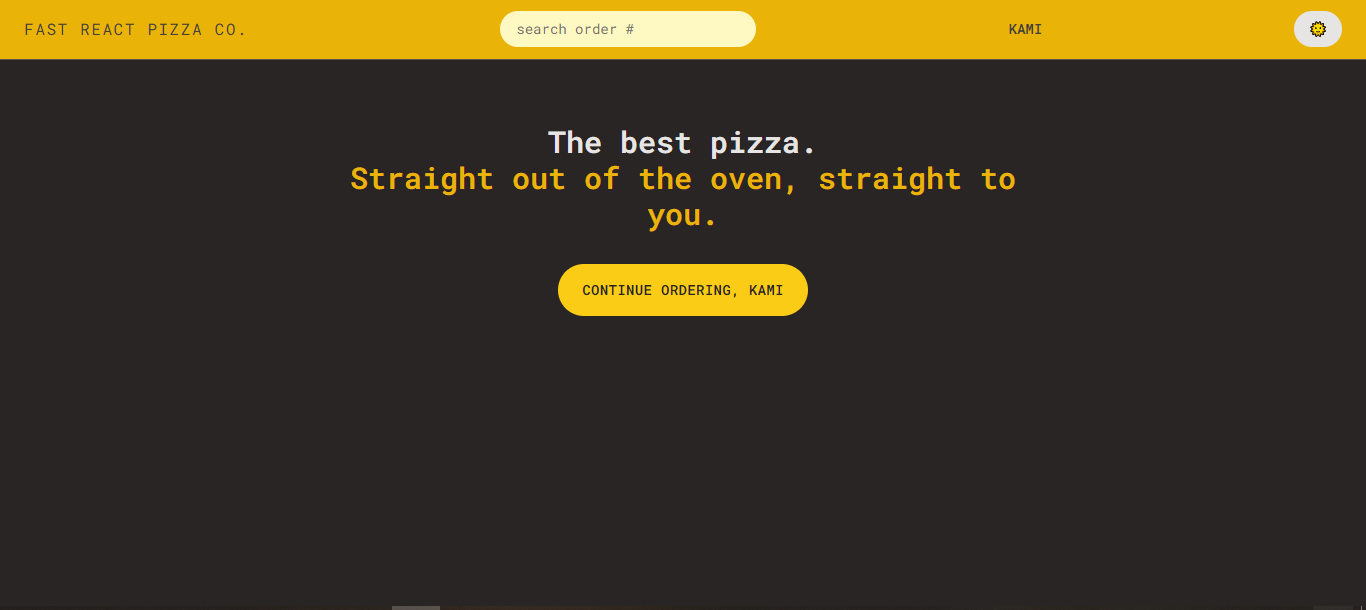 FAST REACT PIZZA CO.
search order #
KAMI
The best pizza.
Straight out of the oven, straight to
you.
CONTINUE ORDERING, KAMI